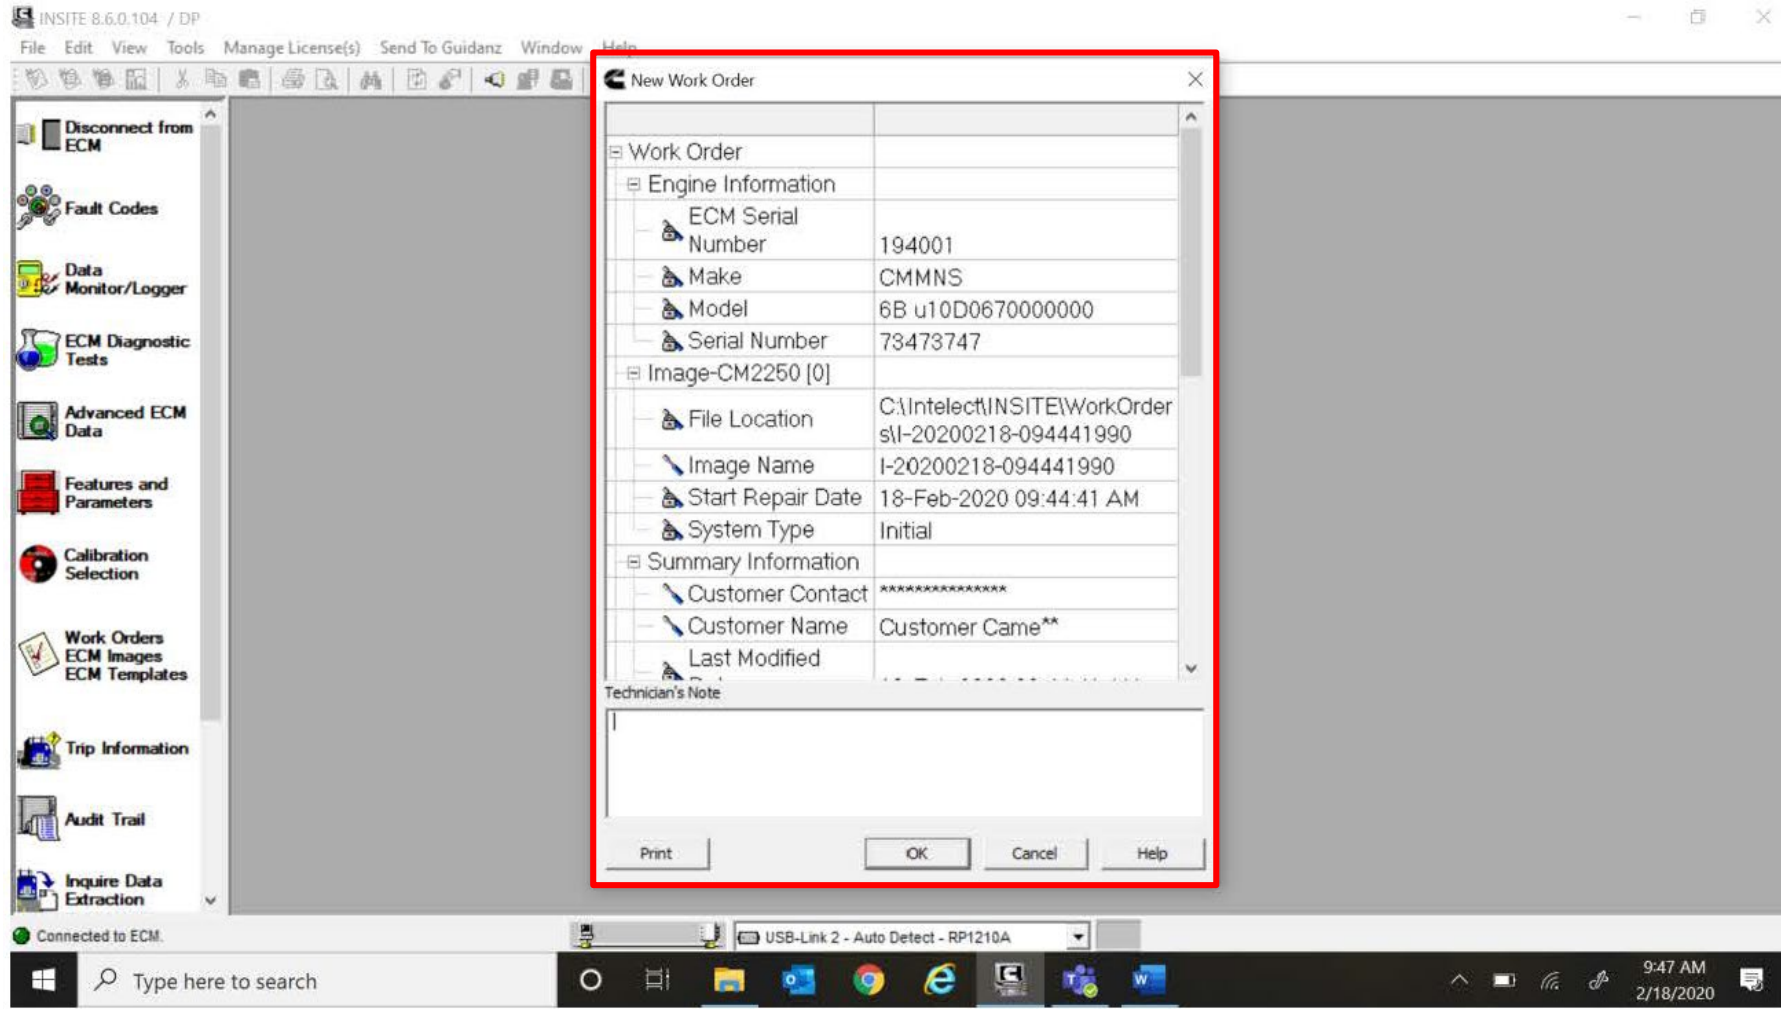 INSITE 8.6.0.104 / DP
File Edit View Tools Manage License(s) Send To Guidanz Window Help
Disconnect from
ECM
Fault Codes
Data
Monitor/Logger
ECM Diagnostic
Tests
Advanced ECM
Data
Features and
Parameters
Calibration
Selection
Work Orders
ECM Images
ECM Templates
Trip Information
Audit Trail
Inquire Data
Extraction
New Work Order
Work Order
Engine Information
ECM Serial
Number 194001
Make CMMNS
Model 6B u10D0670000000
Serial Number 73473747
Image-CM2250 [0]
File Location C:\Intelect\INSITE\WorkOrder
s\I-20200218-094441990
Image Name I-20200218-094441990
Start Repair Date 18-Feb-2020 09:44:41 AM
System Type Initial
Summary Information
Customer Contact ***************
Customer Name Customer Came**
Last Modified
Technician's Note
Print OK Cancel Help
Connected to ECM.
USB-Link 2 - Auto Detect - RP1210A
Type here to search
9:47 AM
2/18/2020